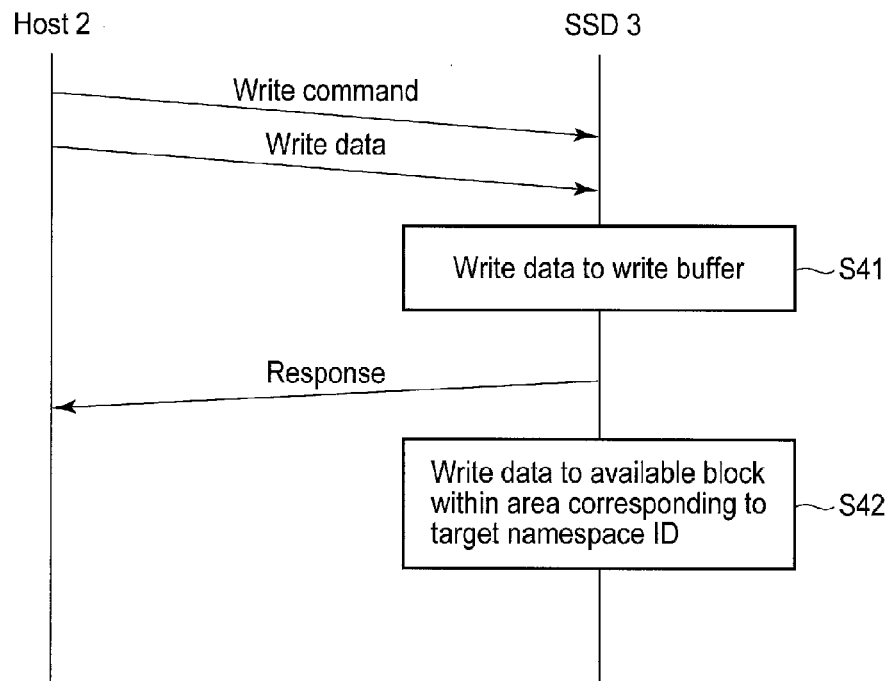 Host 2
SSD 3
Write command
Write data
Write data to write buffer
S41
Response
Write data to available block
within area corresponding to
target namespace ID
S42